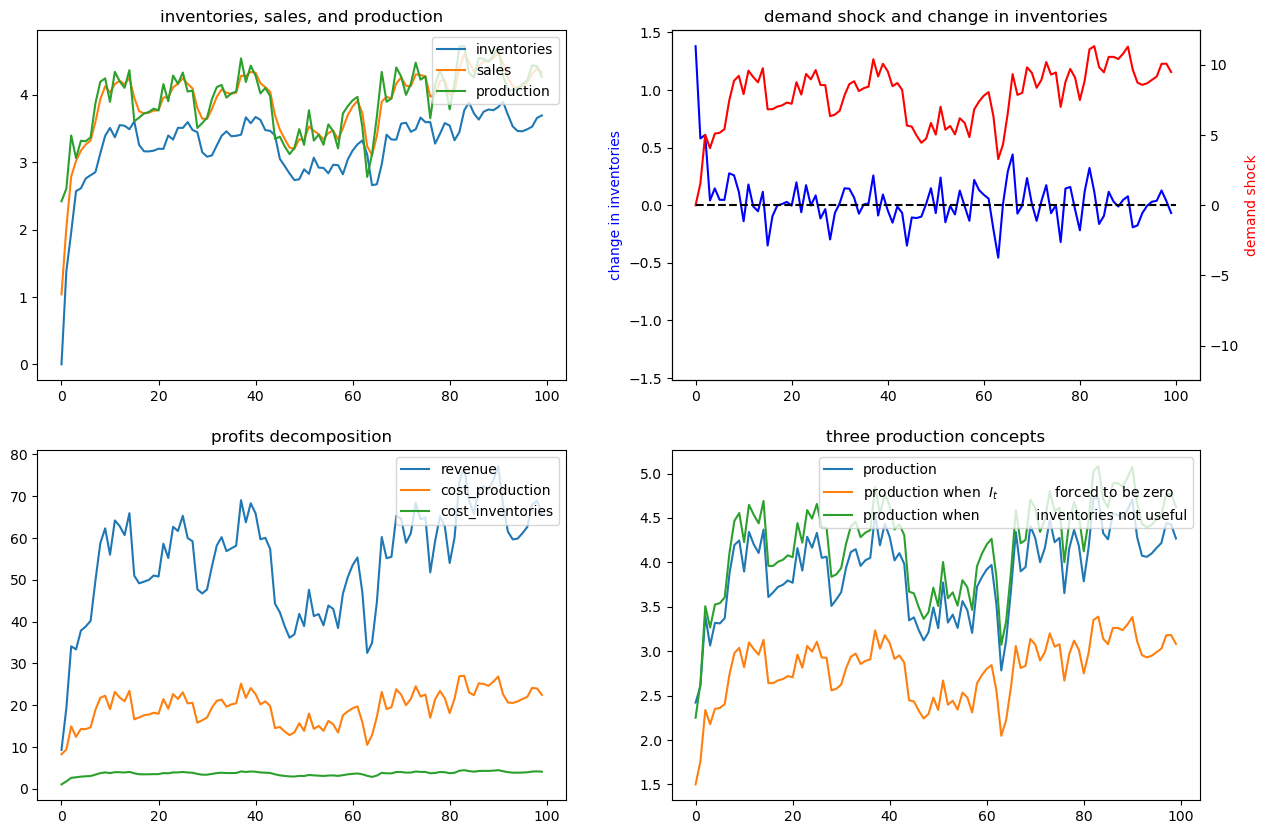 inventories, sales, and production
inventories
sales
production
4
3
2
1
0
0 20 40 60 80 100
demand shock and change in inventories
change in inventories
1.5
1.0
0.5
0.0
−0.5
−1.0
−1.5
10
5
0
−5
−10
demand shock
0 20 40 60 80 100
profits decomposition
revenue
cost_production
cost_inventories
80
70
60
50
40
30
20
10
0
0 20 40 60 80 100
three production concepts
production
production when I_t forced to be zero
production when inventories not useful
5.0
4.5
4.0
3.5
3.0
2.5
2.0
1.5
0 20 40 60 80 100